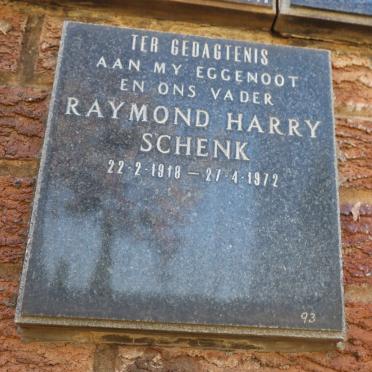 TER GEDAGTENIS
AAN MY EGGENOOT
EN ONS VADER
RAYMOND HARRY
SCHENK
22·2·1918 — 27·4·1972
93